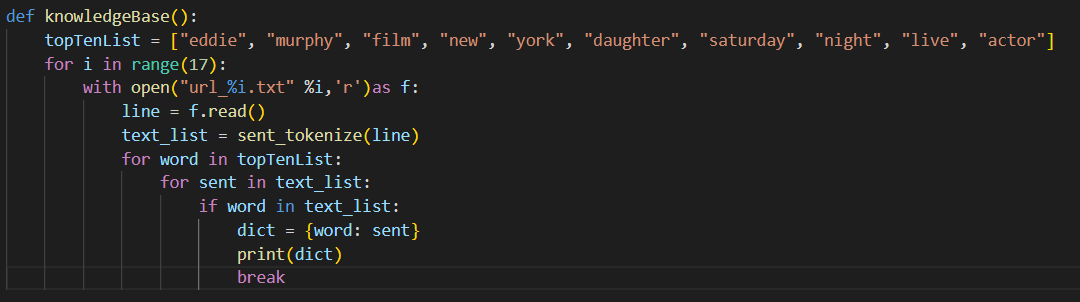 def knowledgeBase():
    topTenList = ["eddie", "murphy", "film", "new", "york", "daughter", "saturday", "night", "live", "actor"]
    for i in range(17):
        with open("url_%i.txt" %i,'r')as f:
            line = f.read()
            text_list = sent_tokenize(line)
            for word in topTenList:
                for sent in text_list:
                    if word in text_list:
                        dict = {word: sent}
                        print(dict)
                        break